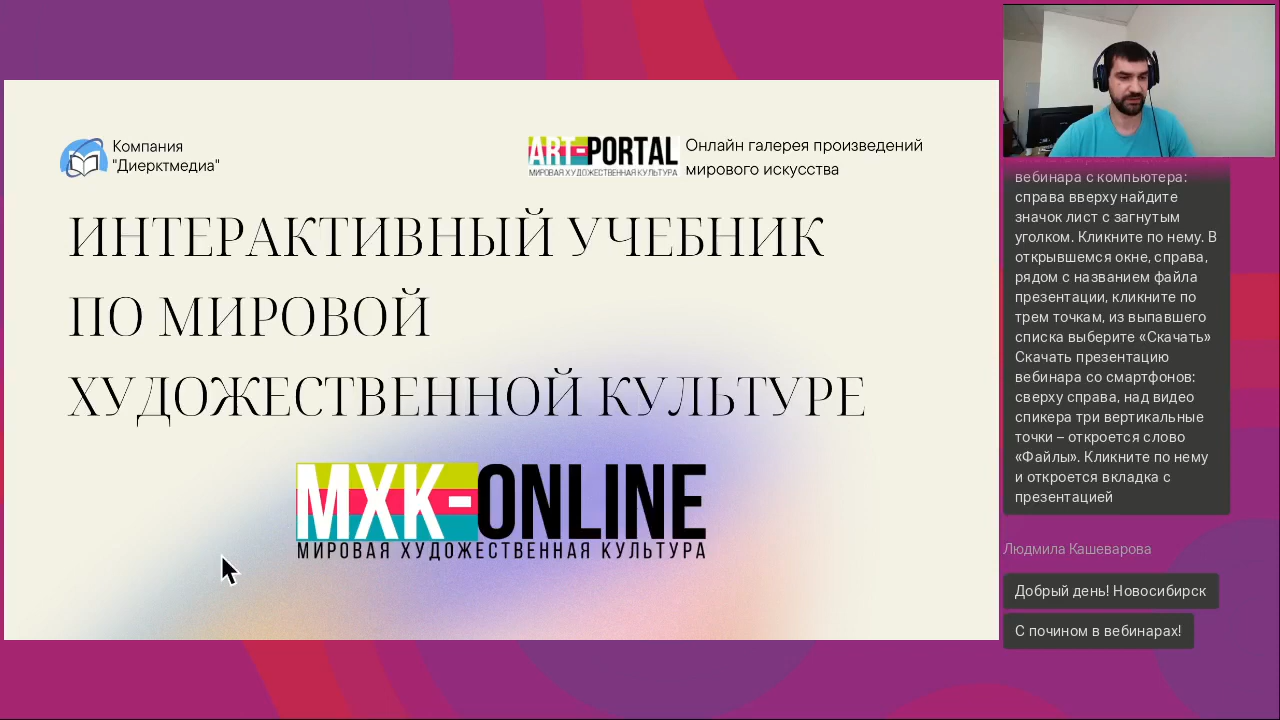 Компания
"Диерктмедиа"
ART-PORTAL
МИРОВАЯ ХУДОЖЕСТВЕННАЯ КУЛЬТУРА
Онлайн галерея произведений
мирового искусства
ИНТЕРАКТИВНЫЙ УЧЕБНИК
ПО МИРОВОЙ
ХУДОЖЕСТВЕННОЙ КУЛЬТУРЕ
МХК-ONLINE
МИРОВАЯ ХУДОЖЕСТВЕННАЯ КУЛЬТУРА
вебинара с компьютера:
справа вверху найдите
значок лист с загнутым
уголком. Кликните по нему. В
открывшемся окне, справа,
рядом с названием файла
презентации, кликните по
трем точкам, из выпавшего
списка выберите «Скачать»
Скачать презентацию
вебинара со смартфонов:
сверху справа, над видео
спикера три вертикальные
точки – откроется слово
«Файлы». Кликните по нему
и откроется вкладка с
презентацией
Людмила Кашеварова
Добрый день! Новосибирск
С почином в вебинарах!